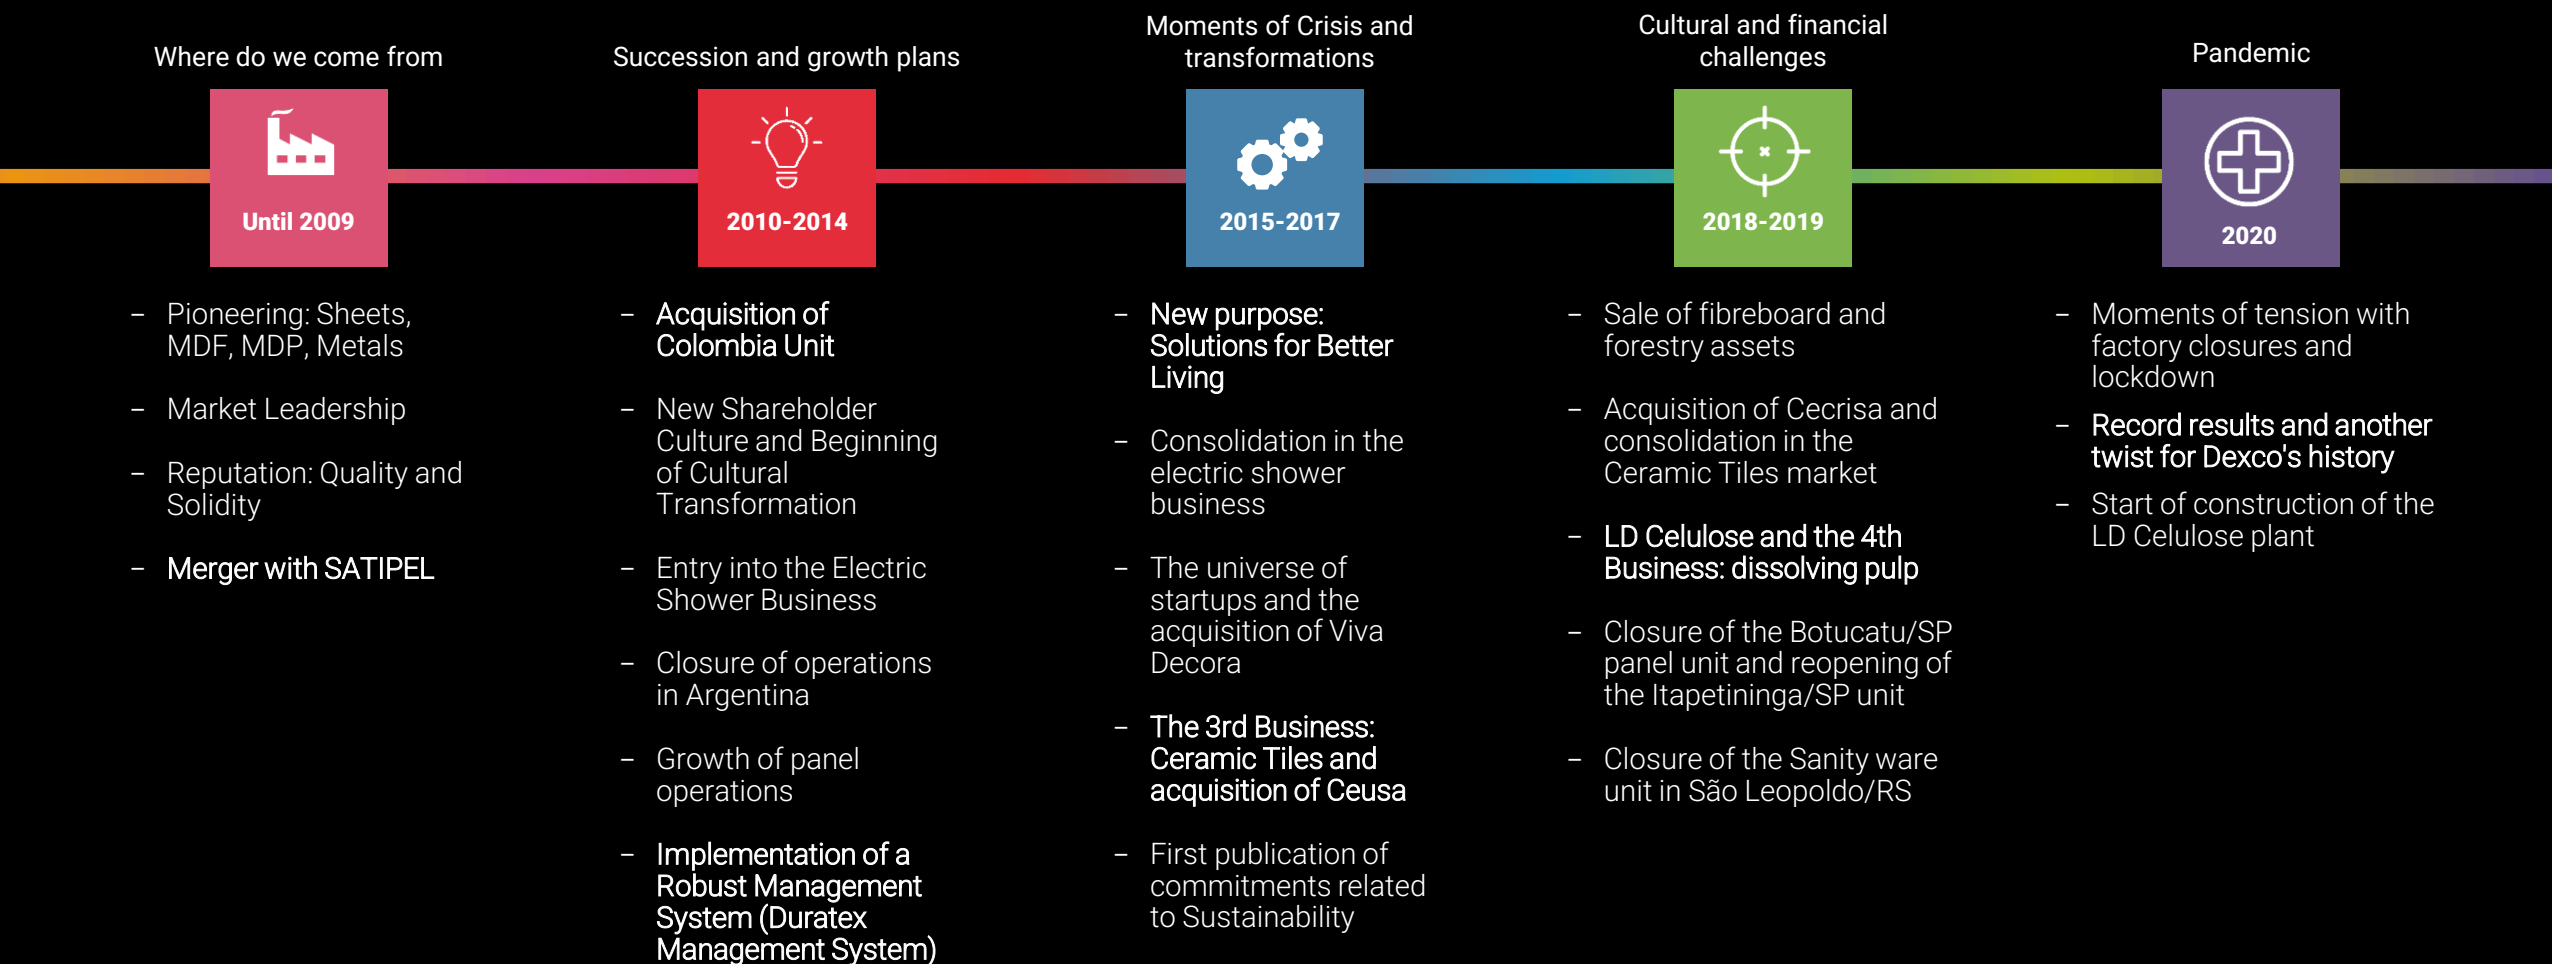 Where do we come from
Until 2009
– Pioneering: Sheets,
MDF, MDP, Metals
– Market Leadership
– Reputation: Quality and
Solidity
– Merger with SATIPEL
Succession and growth plans
2010-2014
– Acquisition of
Colombia Unit
– New Shareholder
Culture and Beginning
of Cultural
Transformation
– Entry into the Electric
Shower Business
– Closure of operations
in Argentina
– Growth of panel
operations
– Implementation of a
Robust Management
System (Duratex
Management System)
Moments of Crisis and
transformations
2015-2017
– New purpose:
Solutions for Better
Living
– Consolidation in the
electric shower
business
– The universe of
startups and the
acquisition of Viva
Decora
– The 3rd Business:
Ceramic Tiles and
acquisition of Ceusa
– First publication of
commitments related
to Sustainability
Cultural and financial
challenges
2018-2019
– Sale of fibreboard and
forestry assets
– Acquisition of Cecrisa and
consolidation in the
Ceramic Tiles market
– LD Celulose and the 4th
Business: dissolving pulp
– Closure of the Botucatu/SP
panel unit and reopening of
the Itapetininga/SP unit
– Closure of the Sanity ware
unit in São Leopoldo/RS
Pandemic
2020
– Moments of tension with
factory closures and
lockdown
– Record results and another
twist for Dexco's history
– Start of construction of the
LD Celulose plant